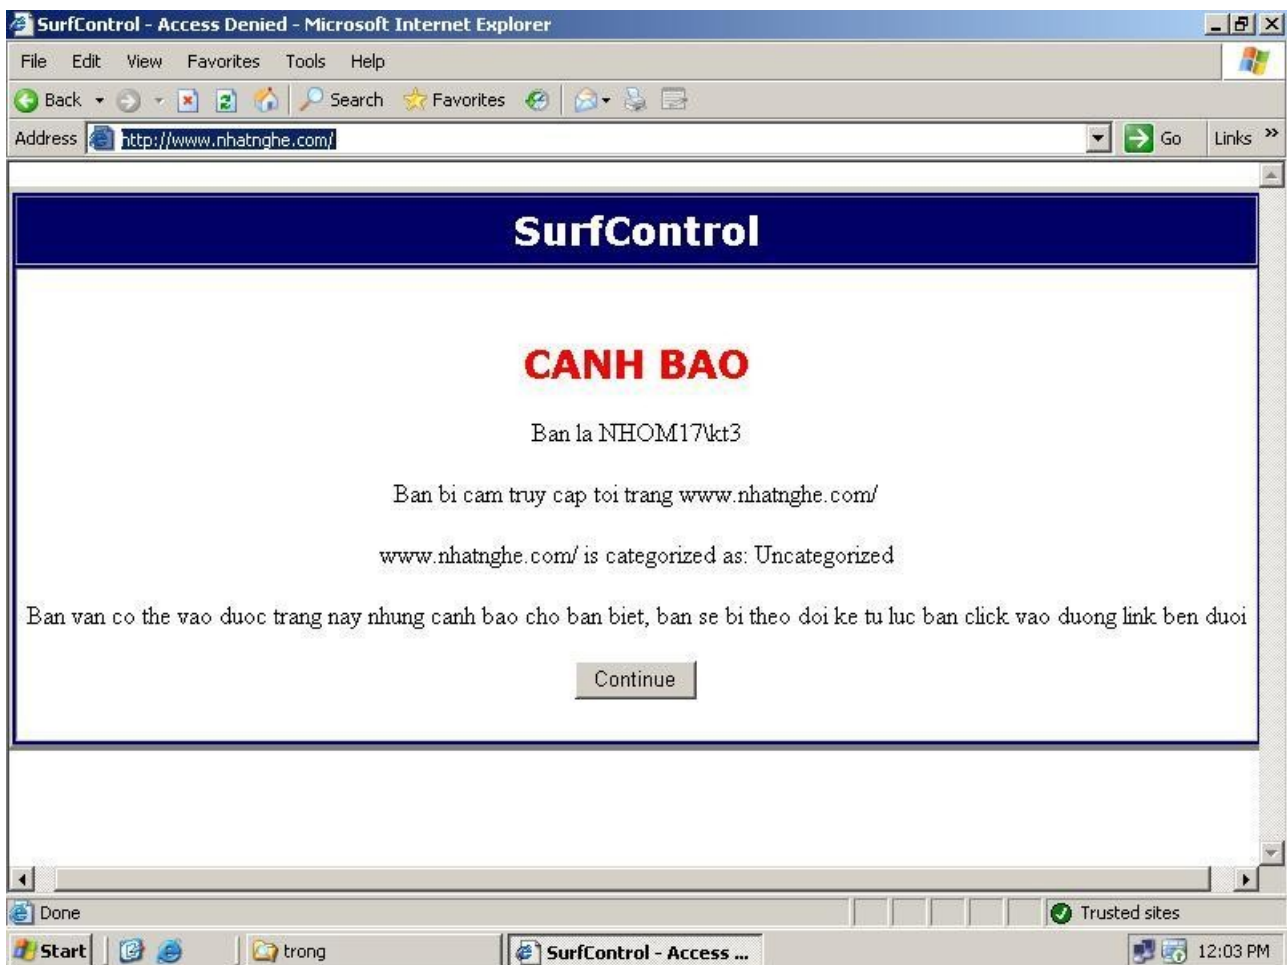 SurfControl - Access Denied - Microsoft Internet Explorer
File Edit View Favorites Tools Help
Back Search Favorites
Address http://www.nhatnghe.com/ Go Links »
SurfControl
CANH BAO
Ban la NHOM17\kt3
Ban bi cam truy cap toi trang www.nhatnghe.com/
www.nhatnghe.com/ is categorized as: Uncategorized
Ban van co the vao duoc trang nay nhung canh bao cho ban biet, ban se bi theo doi ke tu luc ban click vao duong link ben duoi
Continue
Done Trusted sites
Start trong SurfControl - Access ... 12:03 PM